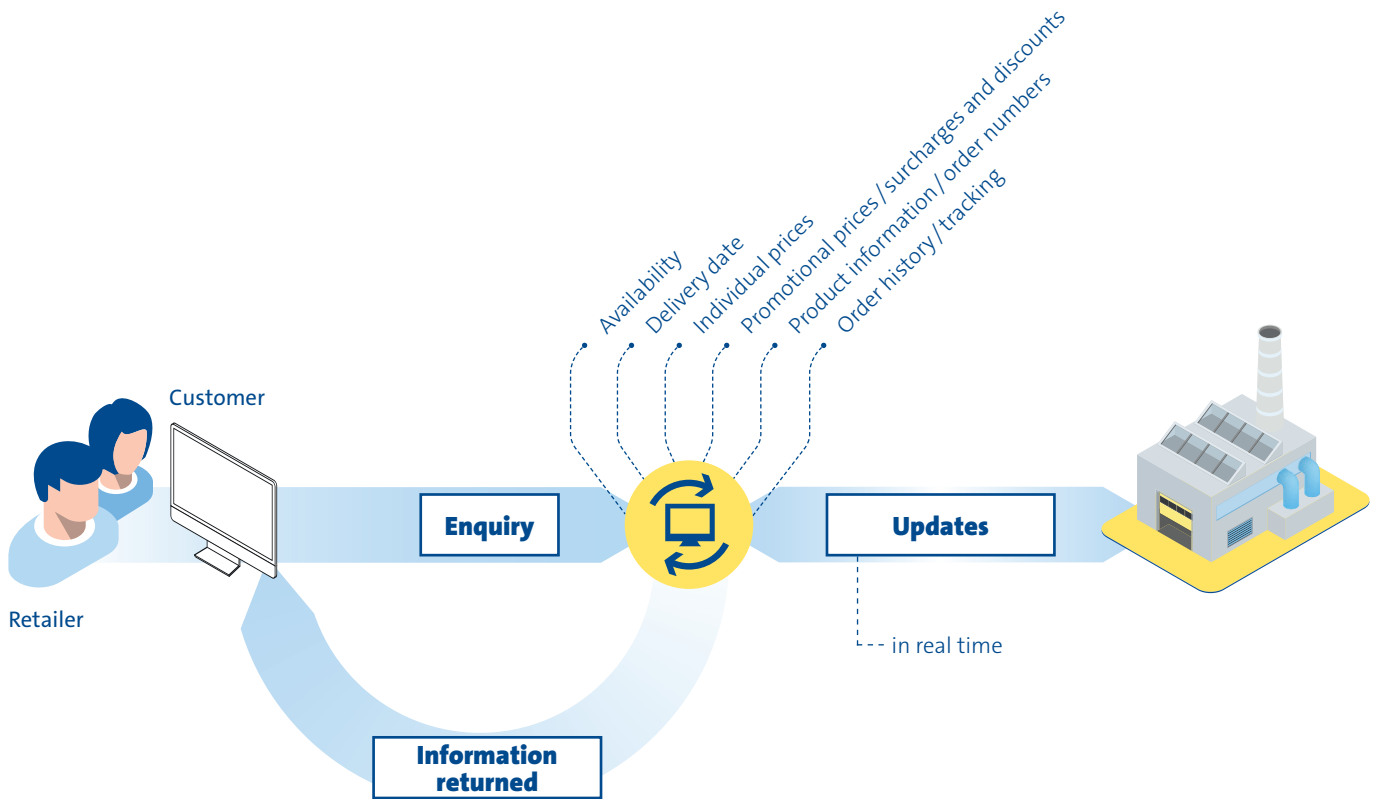 Availability
Delivery date
Individual prices
Promotional prices / surcharges and discounts
Product information / order numbers
Order history / tracking
Customer
Enquiry
Updates
Retailer
in real time
Information
returned